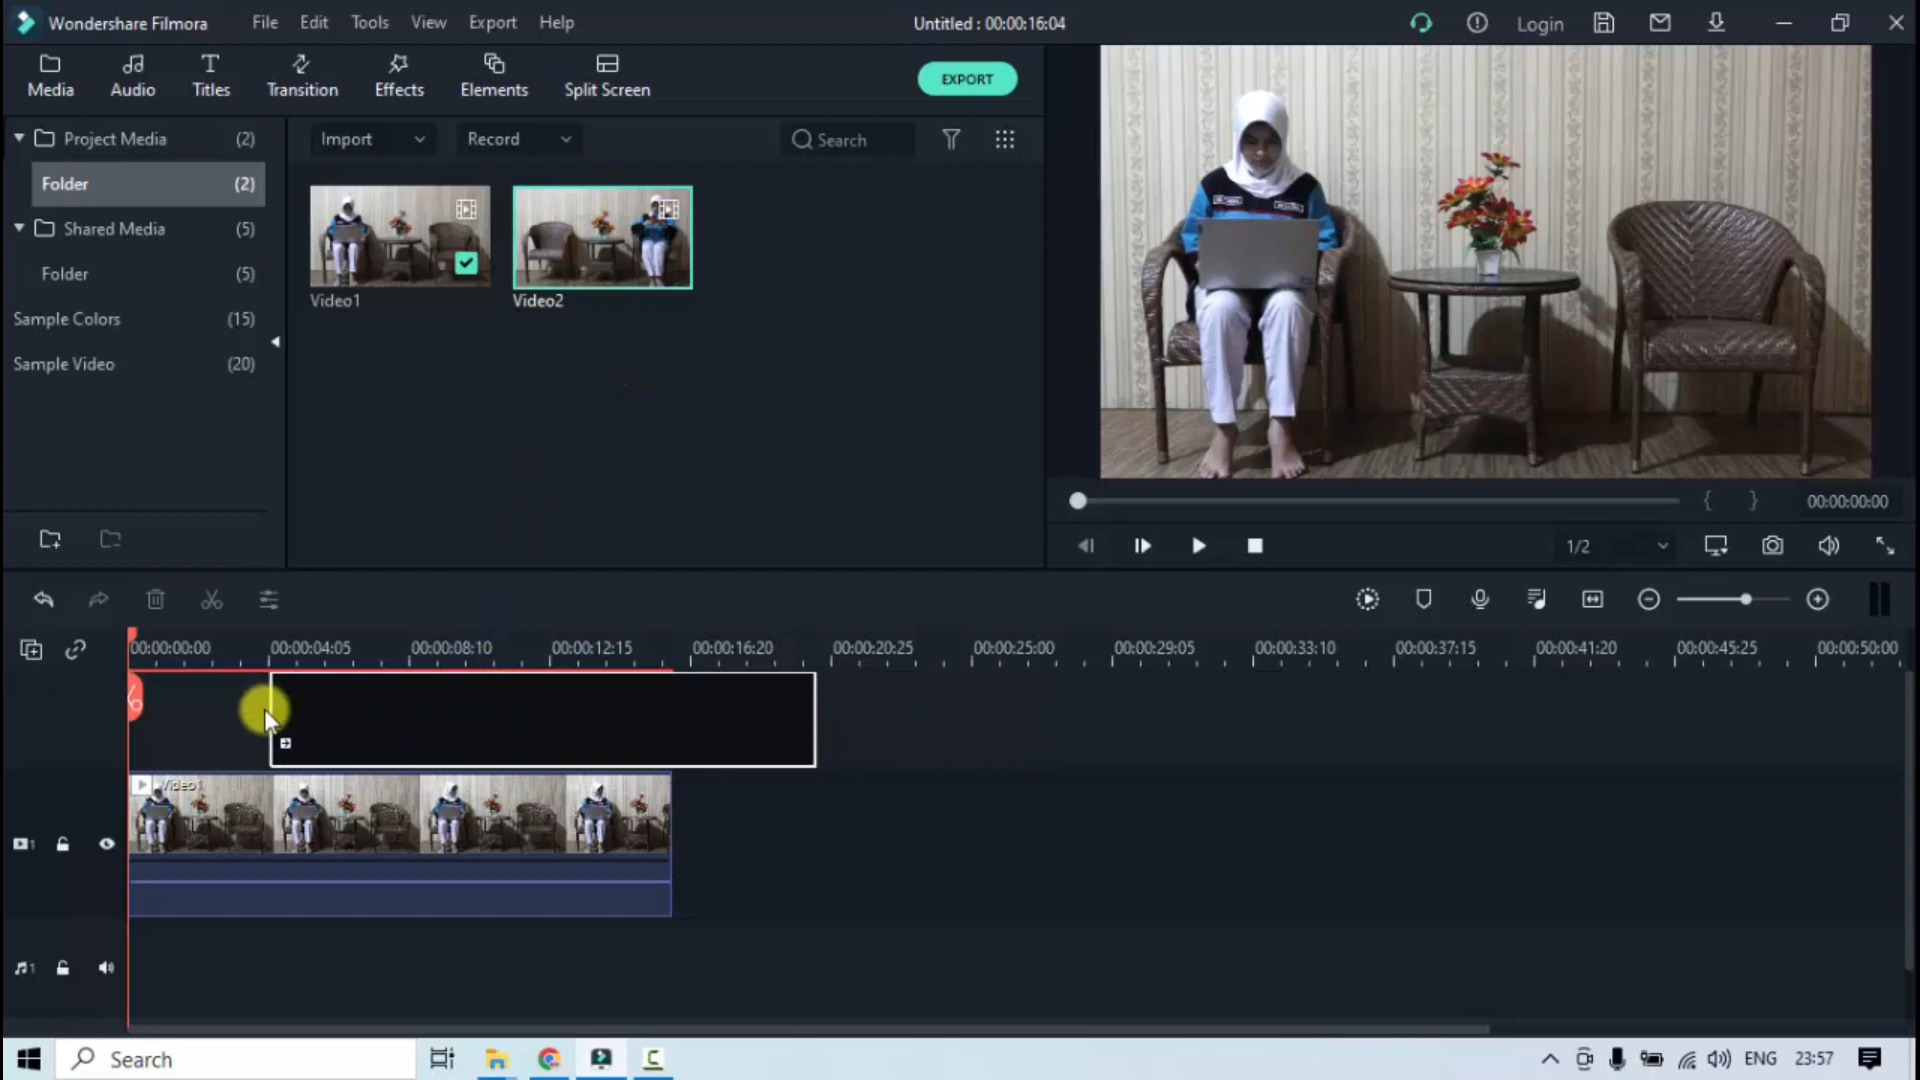 Wondershare Filmora File Edit Tools View Export Help Untitled : 00:00:16:04 Login
Media Audio Titles Transition Effects Elements Split Screen EXPORT
Project Media (2) Import Record Search
Folder (2)
Shared Media (5)
Folder (5)
Sample Colors (15)
Sample Video (20)
Video1 Video2
{ } 00:00:00:00
1/2
00:00:00:00 00:00:04:05 00:00:08:10 00:00:12:15 00:00:16:20 00:00:20:25 00:00:25:00 00:00:29:05 00:00:33:10 00:00:37:15 00:00:41:20 00:00:45:25 00:00:50:00
Video1
1
1
Search ENG 23:57